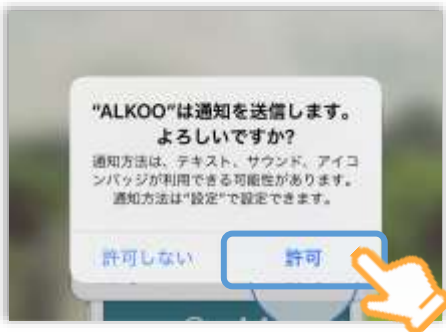 “ALKOO”は通知を送信します。
よろしいですか?
通知方法は、テキスト、サウンド、アイコ
ンバッジが利用できる可能性があります。
通知方法は“設定”で設定できます。
許可しない
許可